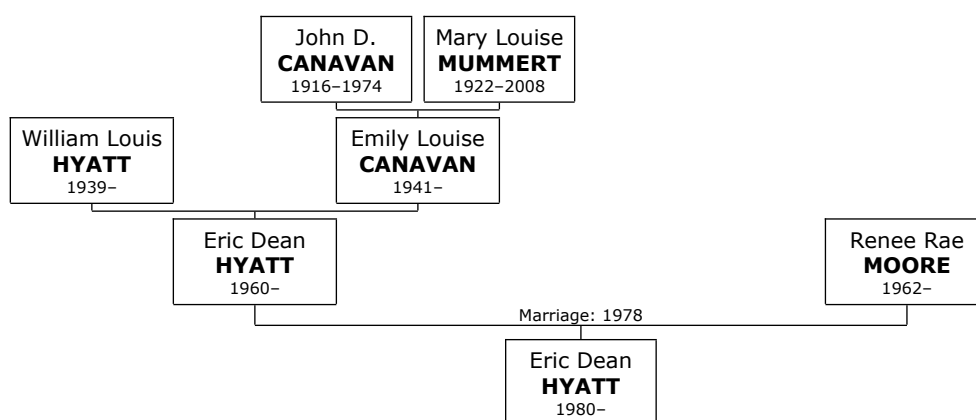 John D.
CANAVAN
1916–1974
Mary Louise
MUMMERT
1922–2008
William Louis
HYATT
1939–
Emily Louise
CANAVAN
1941–
Eric Dean
HYATT
1960–
Renee Rae
MOORE
1962–
Marriage: 1978
Eric Dean
HYATT
1980–